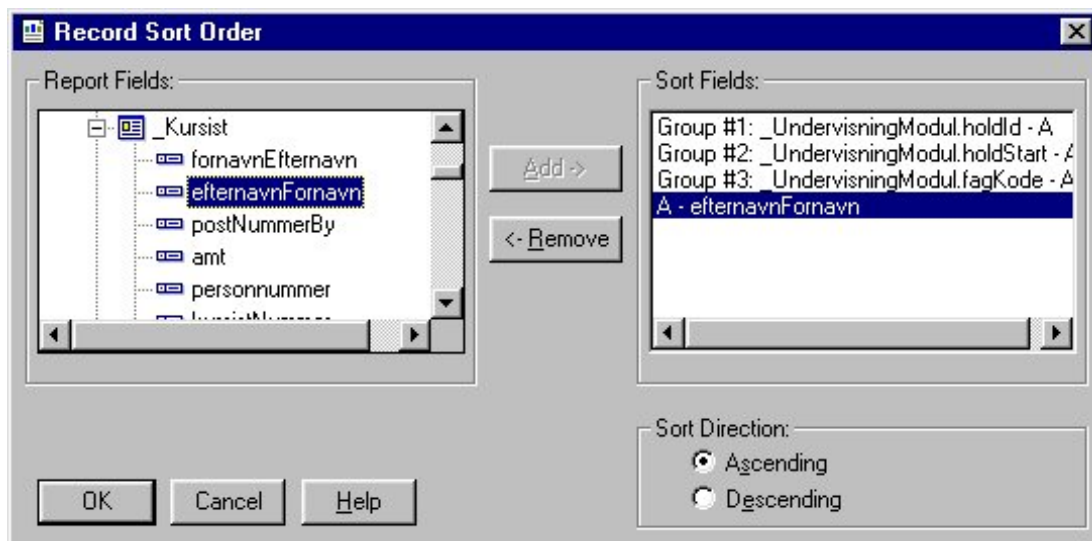 Record Sort Order
Report Fields:
_Kursist
fornavnEfternavn
efternavnFornavn
postNummerBy
amt
personnummer
Add ->
<- Remove
Sort Fields:
Group #1: _UndervisningModul.holdId - A
Group #2: _UndervisningModul.holdStart - A
Group #3: _UndervisningModul.fagKode - A
A - efternavnFornavn
Sort Direction:
Ascending
Descending
OK
Cancel
Help